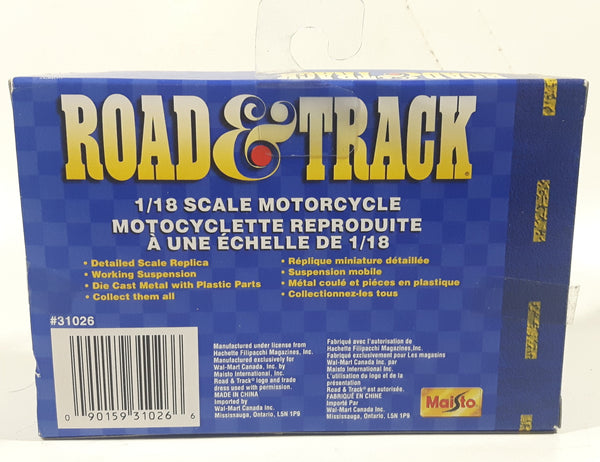 ROAD & TRACK
ROAD & TRACK®
1/18 SCALE MOTORCYCLE
MOTOCYCLETTE REPRODUITE
À UNE ÉCHELLE DE 1/18
• Detailed Scale Replica
• Working Suspension
• Die Cast Metal with Plastic Parts
• Collect them all
• Réplique miniature détaillée
• Suspension mobile
• Métal coulé et pièces en plastique
• Collectionnez-les tous
#31026
0 90159 31026 6
Manufactured under license from
Hachette Filipacchi Magazines, Inc.
Manufactured exclusively for
Wal-Mart Canada Inc. by
Maisto International, Inc.
Road & Track® logo and trade
dress used with permission.
MADE IN CHINA
Imported by
Wal-Mart Canada Inc.
Mississauga, Ontario, L5N 1P9
Fabriqué avec l'autorisation de
Hachette Filipacchi Magazines, Inc.
Fabriqué exclusivement pour Les magasins
Wal-Mart Canada Inc. par
Maisto International Inc.
L'utilisation du logo et de la
présentation
Road & Track® est autorisée.
FABRIQUÉ EN CHINE
Importé Par
Wal-Mart Canada Inc.
Mississauga, Ontario, L5N 1P9
Maisto